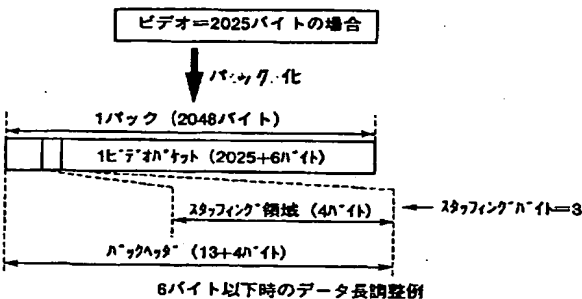 ビデオ=2025バイトの場合
パック化
1パック (2048バイト)
1ビデオパケット (2025+6バイト)
スタッフィング領域 (4バイト)
スタッフィングバイト=3
パックヘッダ (13+4バイト)
6バイト以下時のデータ長調整例